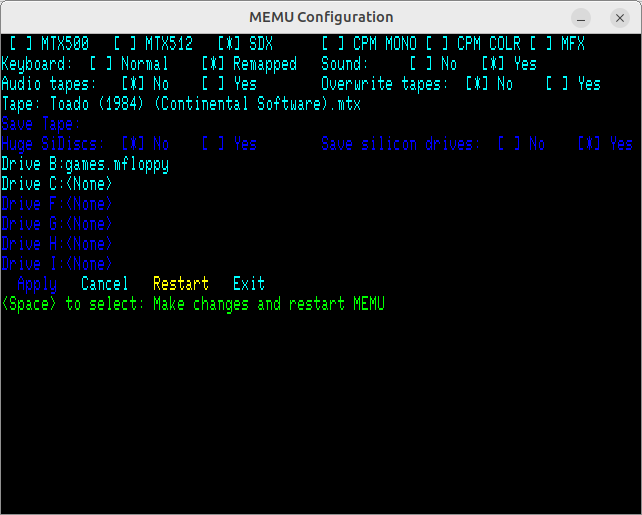 MEMU Configuration
[ ] MTX500 [ ] MTX512 [*] SDX [ ] CPM MONO [ ] CPM COLR [ ] MFX
Keyboard: [ ] Normal [*] Remapped Sound: [ ] No [*] Yes
Audio tapes: [*] No [ ] Yes Overwrite tapes: [*] No [ ] Yes
Tape: Toado (1984) (Continental Software).mtx
Save Tape:
Huge SiDiscs: [*] No [ ] Yes Save silicon drives: [ ] No [*] Yes
Drive B:games.mfloppy
Drive C:<None>
Drive F:<None>
Drive G:<None>
Drive H:<None>
Drive I:<None>
Apply Cancel Restart Exit
<Space> to select: Make changes and restart MEMU